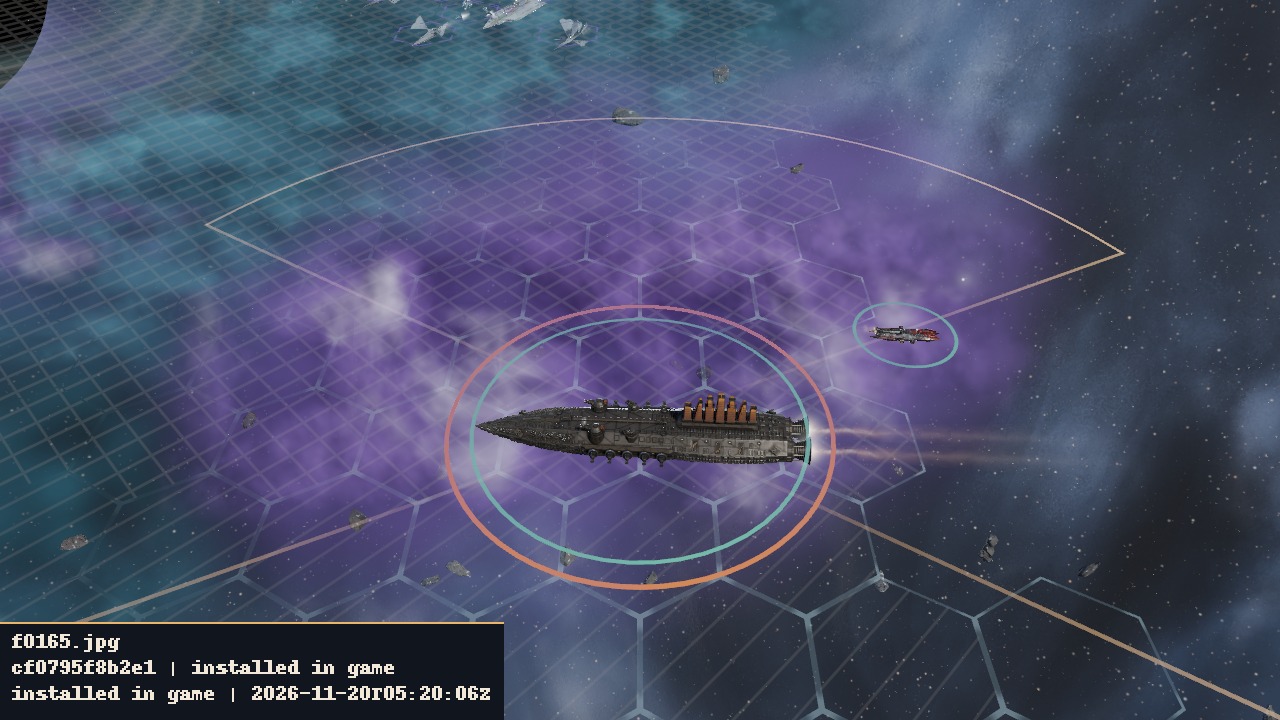 f0165.jpg
cf0795f8b2e1 | installed in game
installed in game | 2026-11-20T05:20:06Z